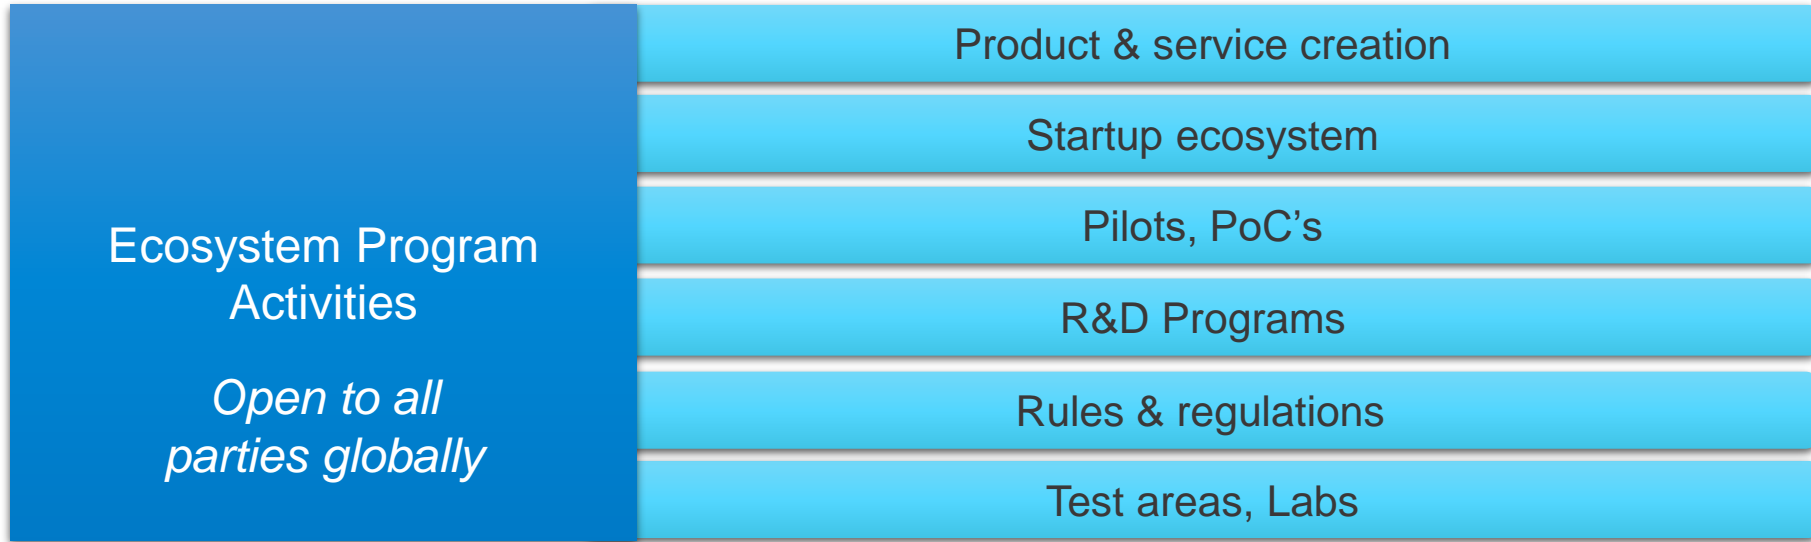 Ecosystem Program
Activities
Open to all
parties globally
Product & service creation
Startup ecosystem
Pilots, PoC’s
R&D Programs
Rules & regulations
Test areas, Labs